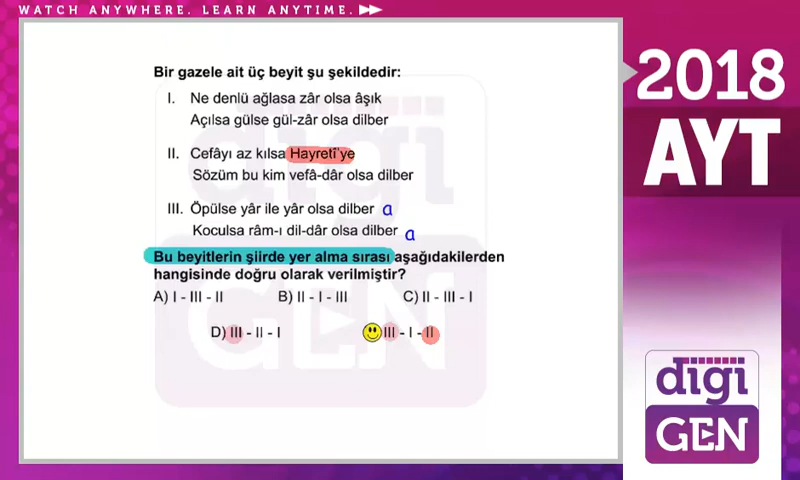 WATCH ANYWHERE. LEARN ANYTIME.
2018
AYT
Bir gazele ait üç beyit şu şekildedir:
I. Ne denlü ağlasa zâr olsa âşık
Açılsa gülse gül-zâr olsa dilber
II. Cefâyı az kılsa Hayretî'ye
Sözüm bu kim vefâ-dâr olsa dilber
III. Öpülse yâr ile yâr olsa dilber a
Koculsa râm-ı dil-dâr olsa dilber a
Bu beyitlerin şiirde yer alma sırası aşağıdakilerden
hangisinde doğru olarak verilmiştir?
A) I - III - II B) II - I - III C) II - III - I
D) III - II - I III - I - II
digi
GEN
digi
GEN